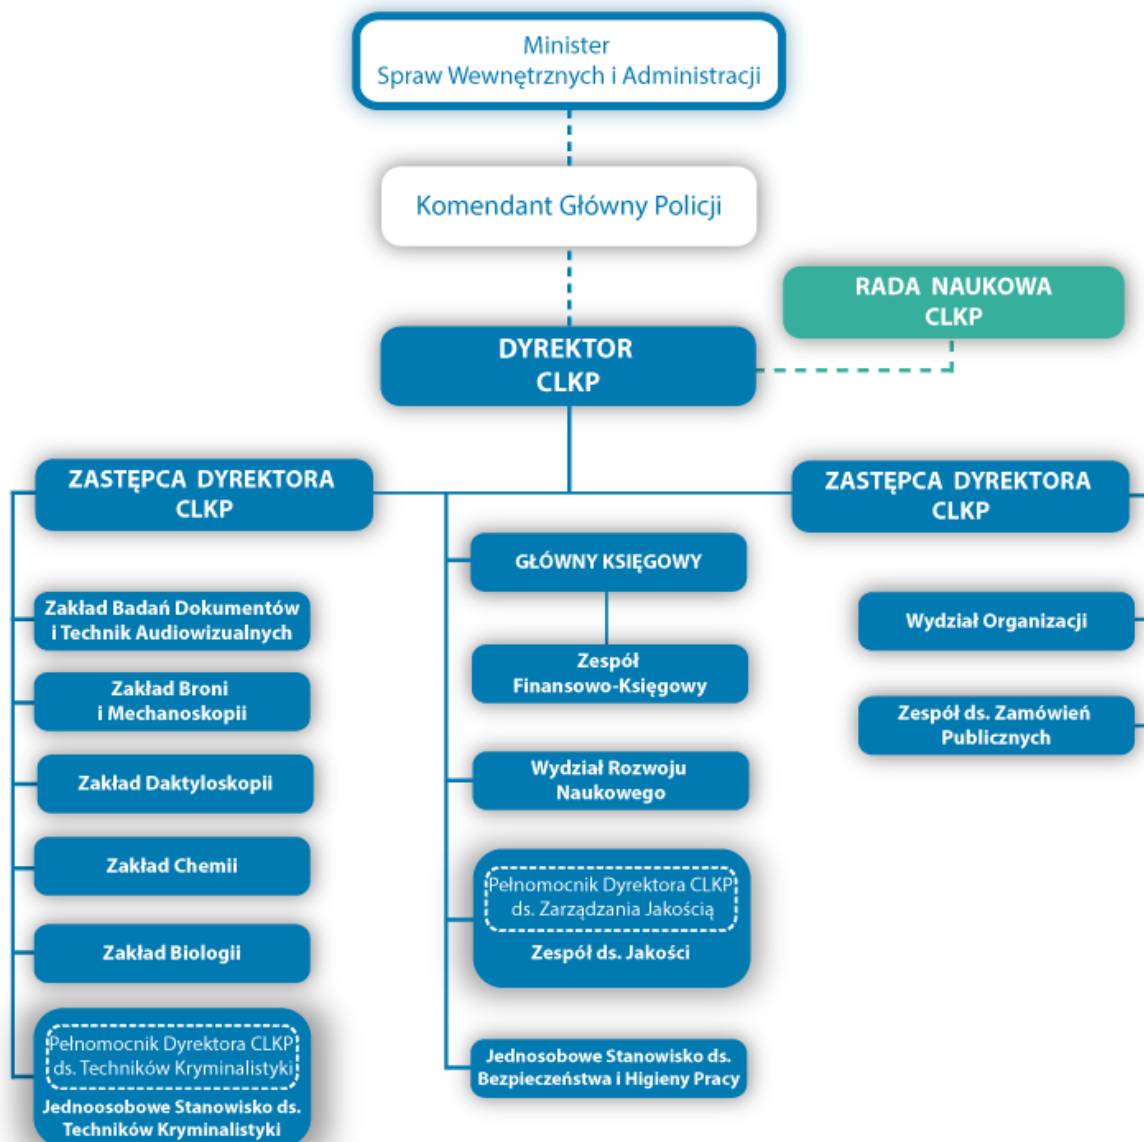 Minister
Spraw Wewnętrznych i Administracji
Komendant Główny Policji
RADA NAUKOWA
CLKP
DYREKTOR
CLKP
ZASTĘPCA DYREKTORA
CLKP
Zakład Badań Dokumentów
i Technik Audiowizualnych
Zakład Broni
i Mechanoskopii
Zakład Daktyloskopii
Zakład Chemii
Zakład Biologii
Pełnomocnik Dyrektora CLKP
ds. Techników Kryminalistyki
Jednoosobowe Stanowisko ds.
Techników Kryminalistyki
GŁÓWNY KSIĘGOWY
Zespół
Finansowo-Księgowy
Wydział Rozwoju
Naukowego
Pełnomocnik Dyrektora CLKP
ds. Zarządzania Jakością
Zespół ds. Jakości
Jednosobowe Stanowisko ds.
Bezpieczeństwa i Higieny Pracy
ZASTĘPCA DYREKTORA
CLKP
Wydział Organizacji
Zespół ds. Zamówień
Publicznych